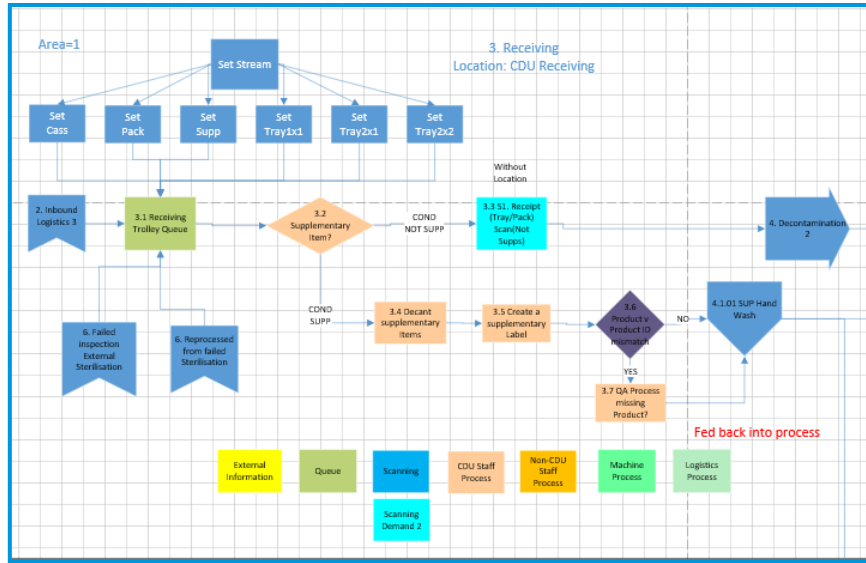 Area=1
3. Receiving
Location: CDU Receiving
Set Stream
Set
Cass
Set
Pack
Set
Supp
Set
Tray1x1
Set
Tray2x1
Set
Tray2x2
Without
Location
2. Inbound
Logistics 3
3.1 Receiving
Trolley Queue
3.2
Supplementary
Item?
COND
NOT SUPP
3.3 S1. Receipt
(Tray/Pack)
Scan(Not
Supps)
4. Decontamination
2
COND
SUPP
3.4 Decant
supplementary
Items
3.5 Create a
supplementary
Label
3.6
Product v
Product ID
mismatch
NO
4.1.01 SUP Hand
Wash
6. Failed
inspection
External
Sterilisation
6. Reprocessed
from failed
Sterilisation
YES
3.7 QA Process
missing
Product?
Fed back into process
External
Information
Queue
Scanning
CDU Staff
Process
Non-CDU
Staff
Process
Machine
Process
Logistics
Process
Scanning
Demand 2